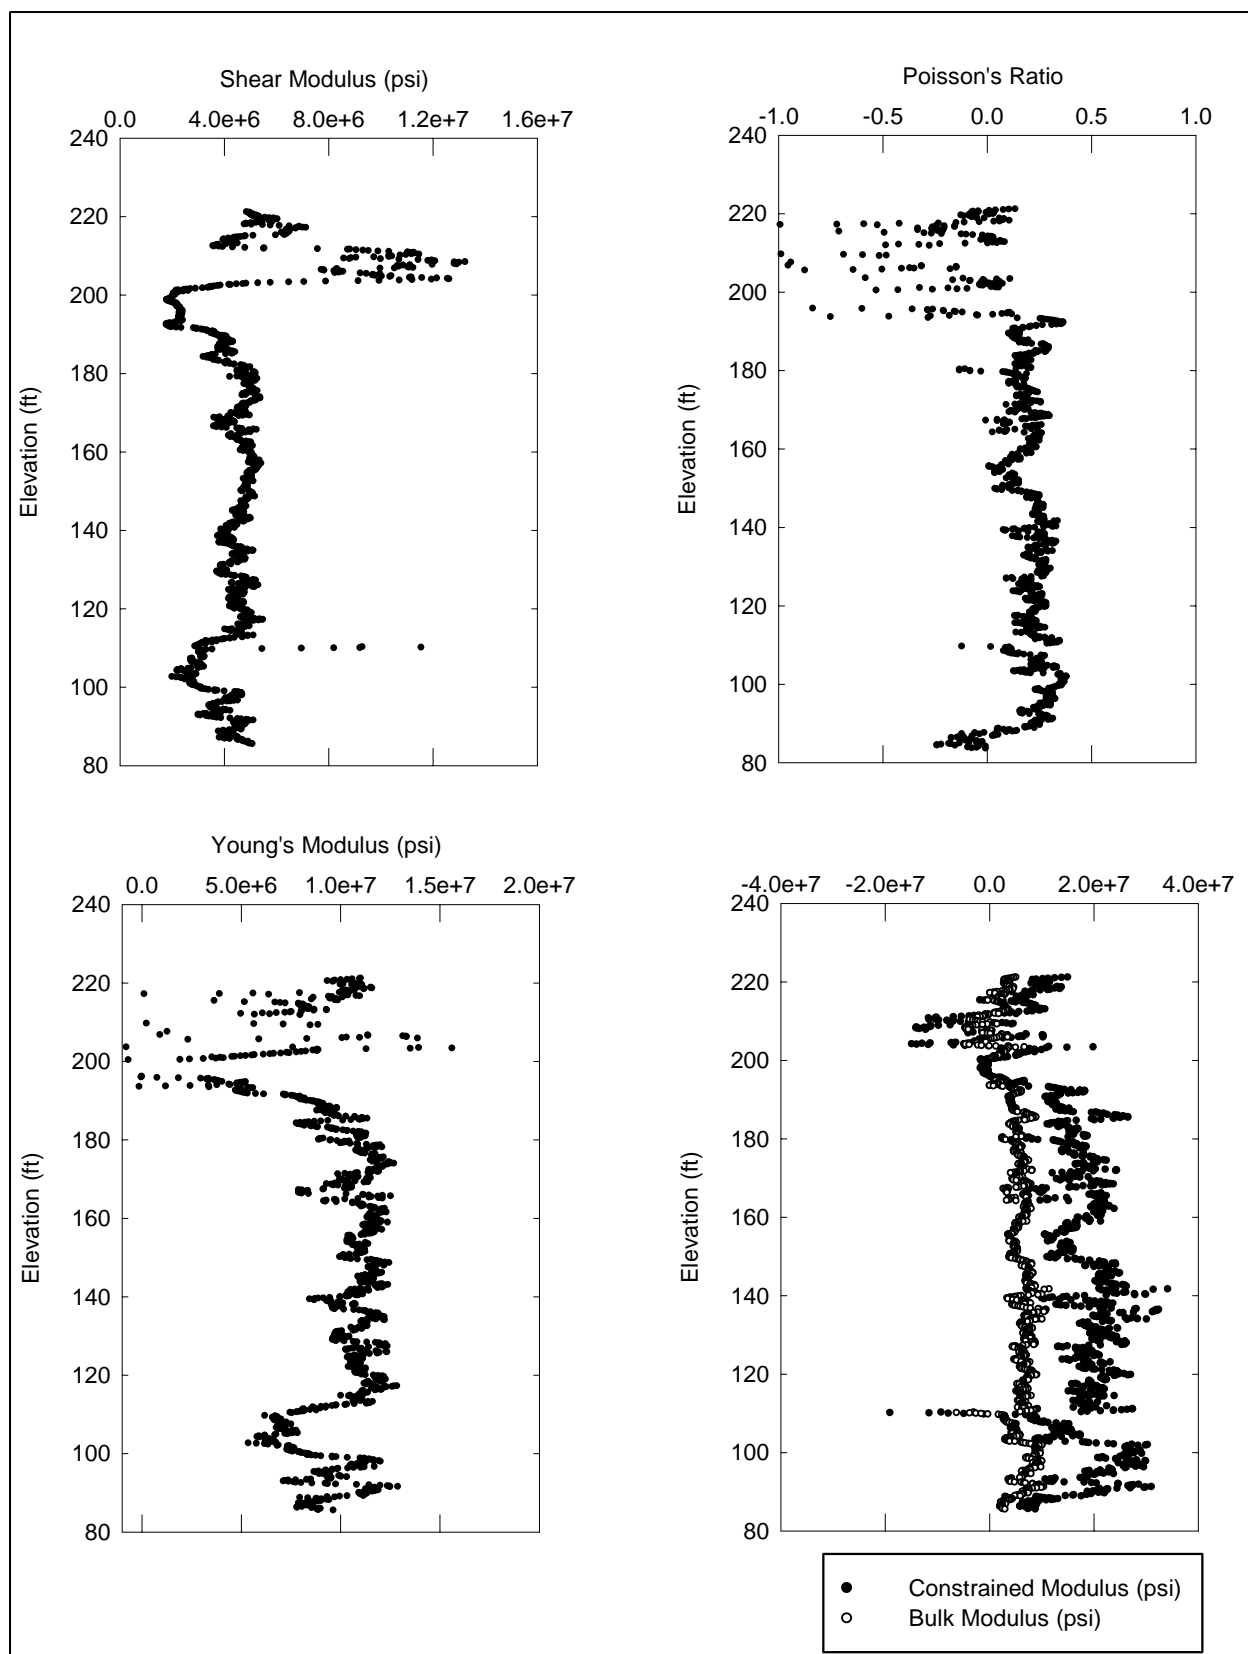 Shear Modulus (psi)
0.0 4.0e+6 8.0e+6 1.2e+7 1.6e+7
240
220
200
180
160
140
120
100
80
Elevation (ft)
Poisson's Ratio
-1.0 -0.5 0.0 0.5 1.0
240
220
200
180
160
140
120
100
80
Elevation (ft)
Young's Modulus (psi)
0.0 5.0e+6 1.0e+7 1.5e+7 2.0e+7
240
220
200
180
160
140
120
100
80
Elevation (ft)
-4.0e+7 -2.0e+7 0.0 2.0e+7 4.0e+7
240
220
200
180
160
140
120
100
80
Elevation (ft)
Constrained Modulus (psi)
Bulk Modulus (psi)